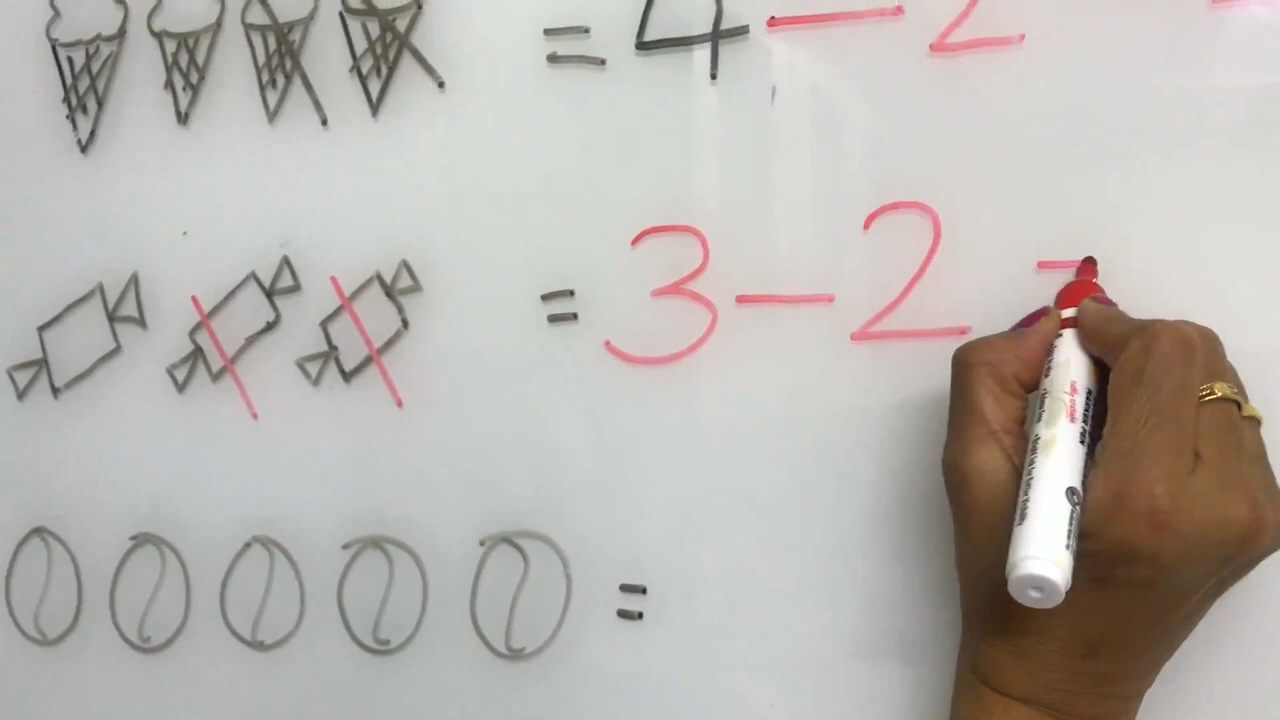 = 4 - 2
= 3 - 2 -
=